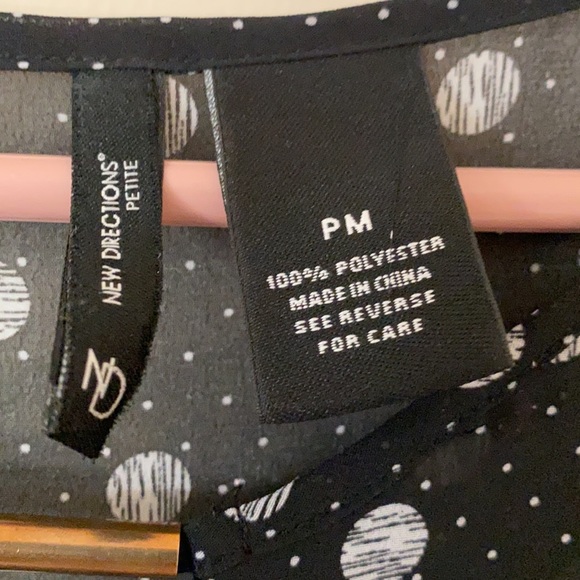 NEW DIRECTIONS®
PETITE
ND
PM
100% POLYESTER
MADE IN CHINA
SEE REVERSE
FOR CARE